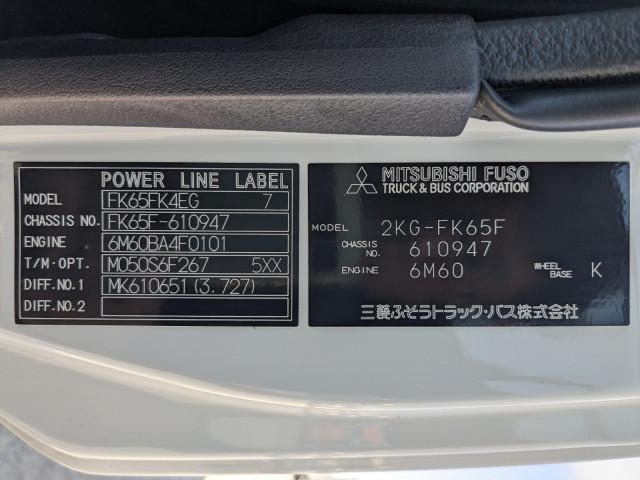 POWER LINE LABEL
MODEL FK65FK4EG 7
CHASSIS NO. FK65F-610947
ENGINE 6M60BA4F0101
T/M·OPT. M050S6F267 5XX
DIFF.NO.1 MK610651 (3.727)
DIFF.NO.2
MITSUBISHI FUSO
TRUCK & BUS CORPORATION
MODEL 2KG-FK65F
CHASSIS NO. 610947
ENGINE 6M60 WHEEL BASE K
三菱ふそうトラック・バス株式会社